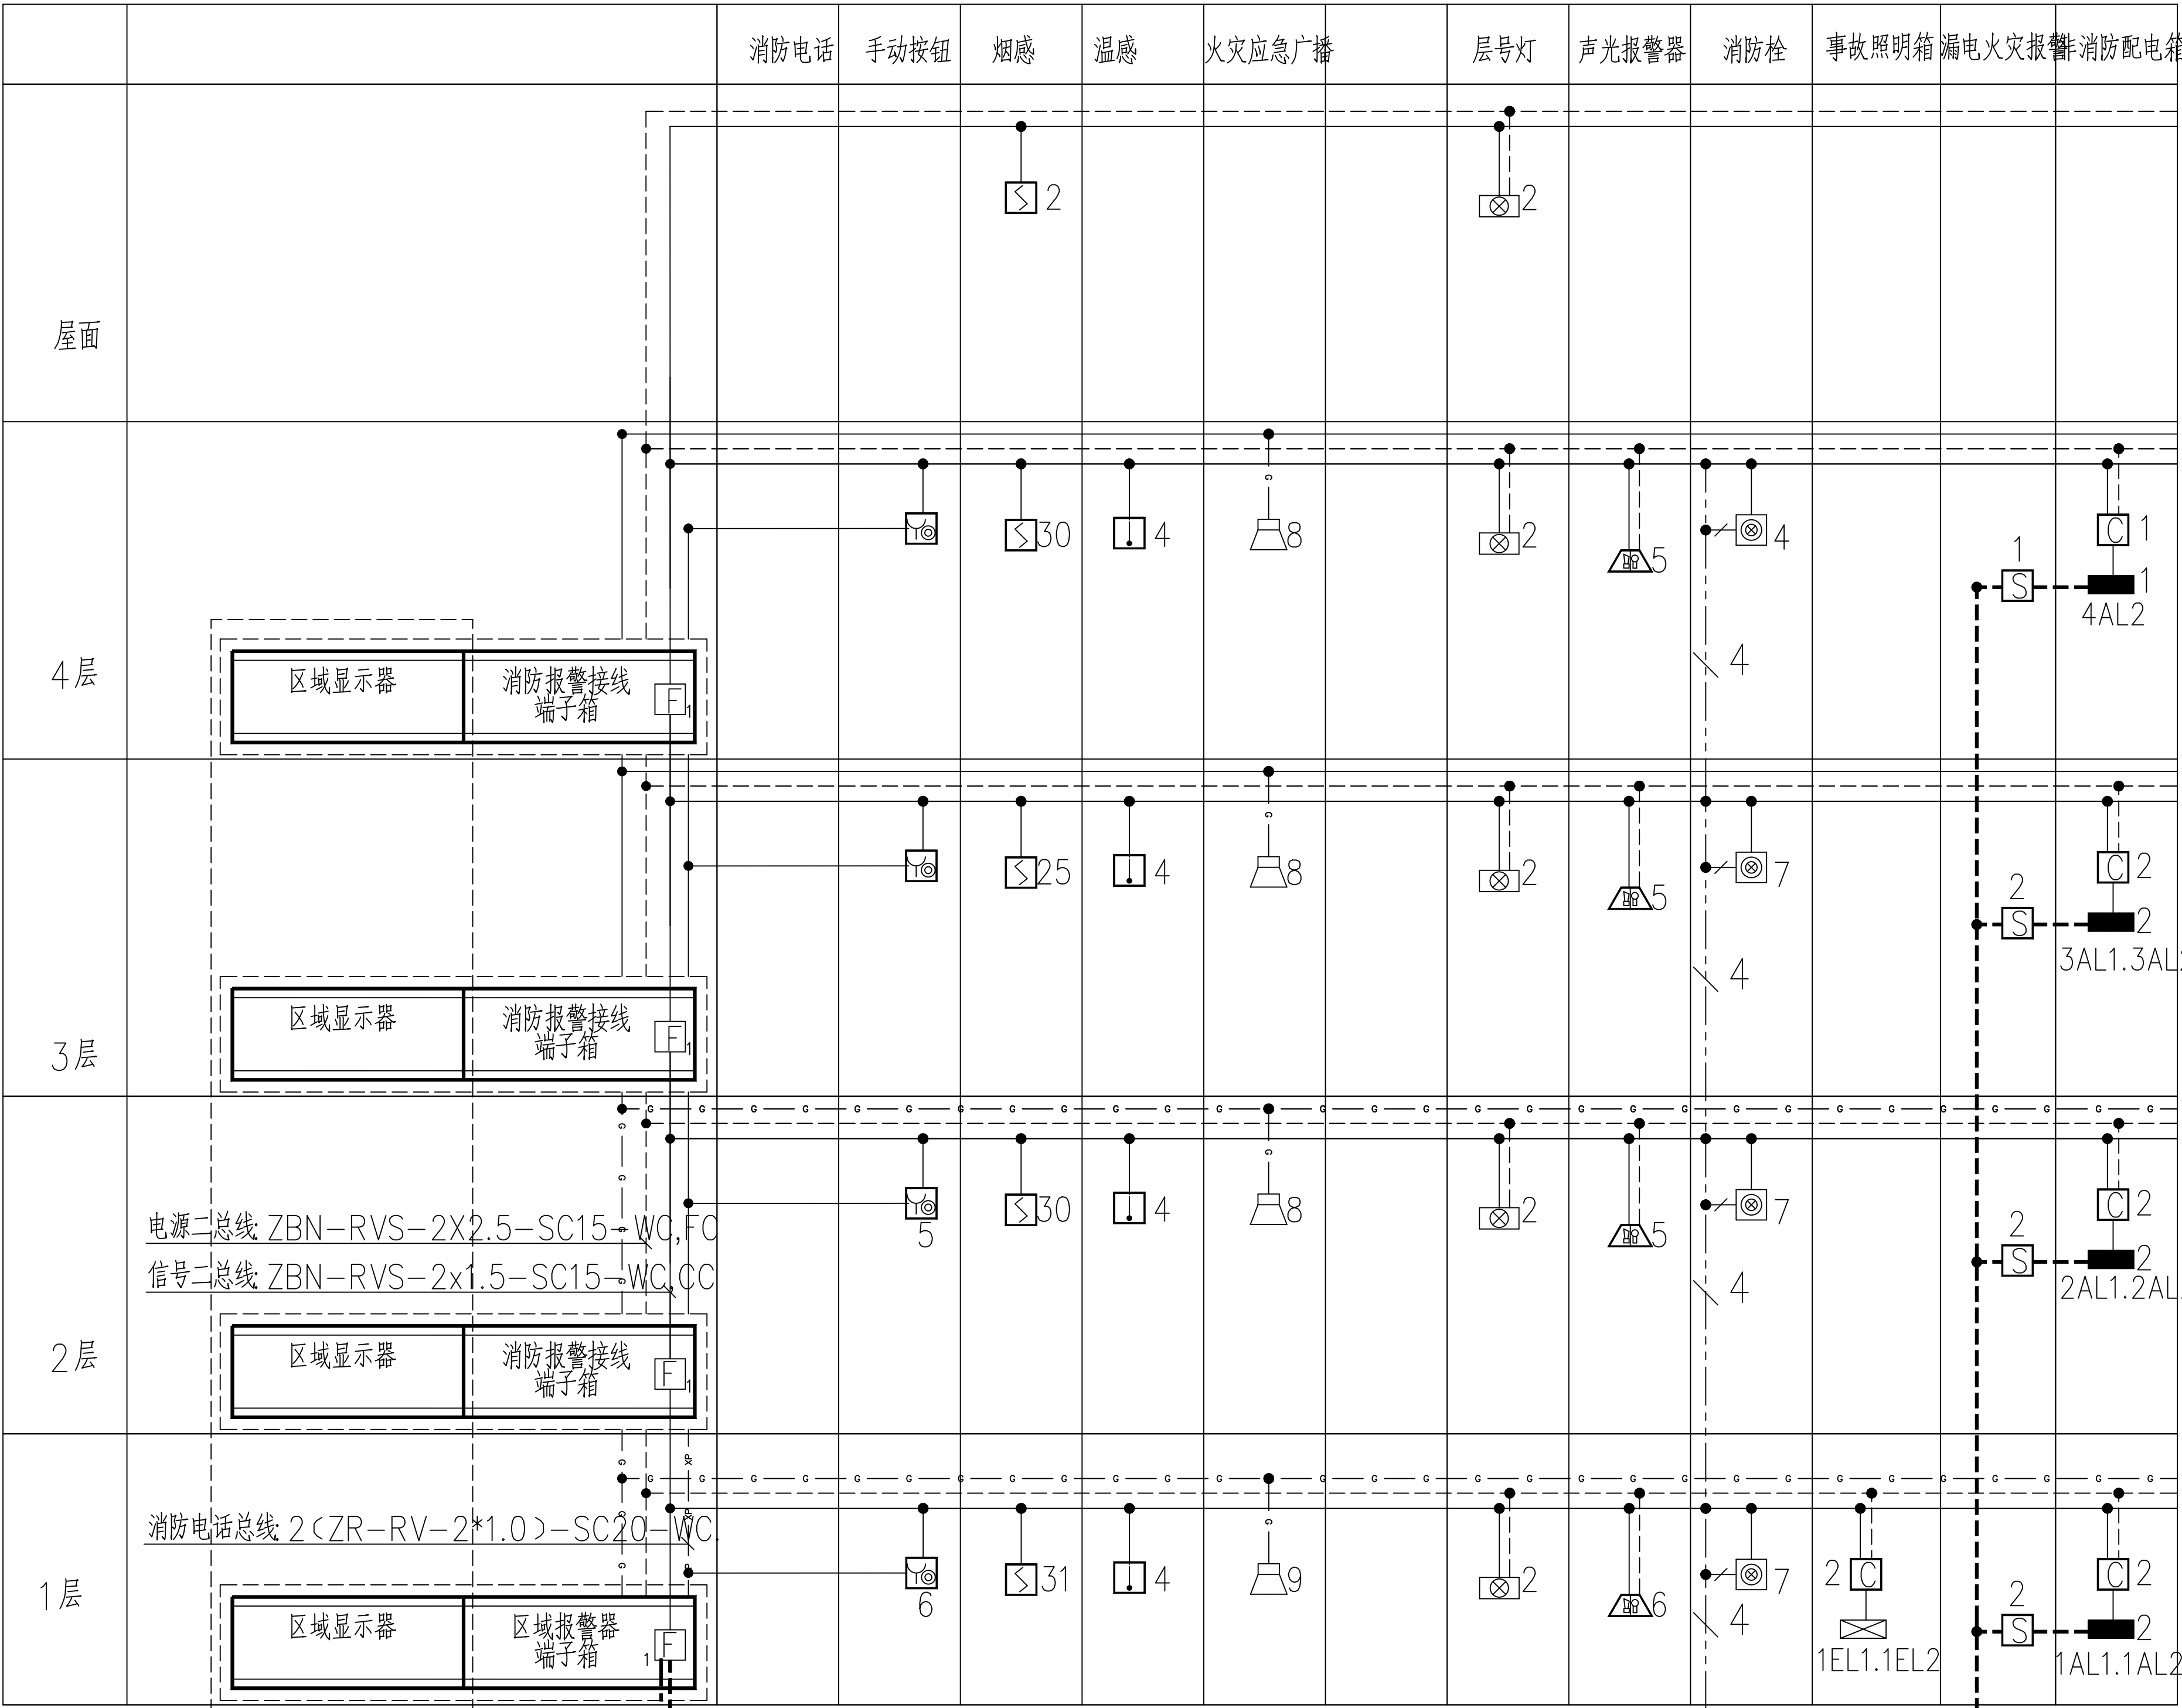 消防电话 手动按钮 烟感 温感 火灾应急广播 层号灯 声光报警器 消防栓 事故照明箱 漏电火灾报警 非消防配电箱
2 2
屋面
G
30 4 8 2 5 4 1
1 1
4AL2
4层
区域显示器 消防报警接线 F 1 4
端子箱
G
25 4 8 2 5 7 C 2
2 S 2
3AL1.3AL
4
区域显示器 消防报警接线 F 1
端子箱
3层
G G G G G G G G G G G G G G G G G G G G G G G G G G G G G G
G G
G
5 30 4 8 2 5 7 C 2
电源二总线: ZBN-RVS-2X2.5-SC15-WC,FC
2 S 2
信号二总线: ZBN-RVS-2x1.5-SC15-WC,CC
4 2AL1.2AL
2层
区域显示器 消防报警接线 F 1
端子箱
G dx
G G G G G G G G G G G G G G G G G G G G G G G G G G G G G G
消防电话总线: 2(ZR-RV-2*1.0)-SC20-WC.
G dx G
6 31 4 9 2 6 7 2 C C 2
1层
区域显示器 区域报警器 F 1 4 2 S 2
端子箱
1EL1.1EL2 1AL1.1AL2